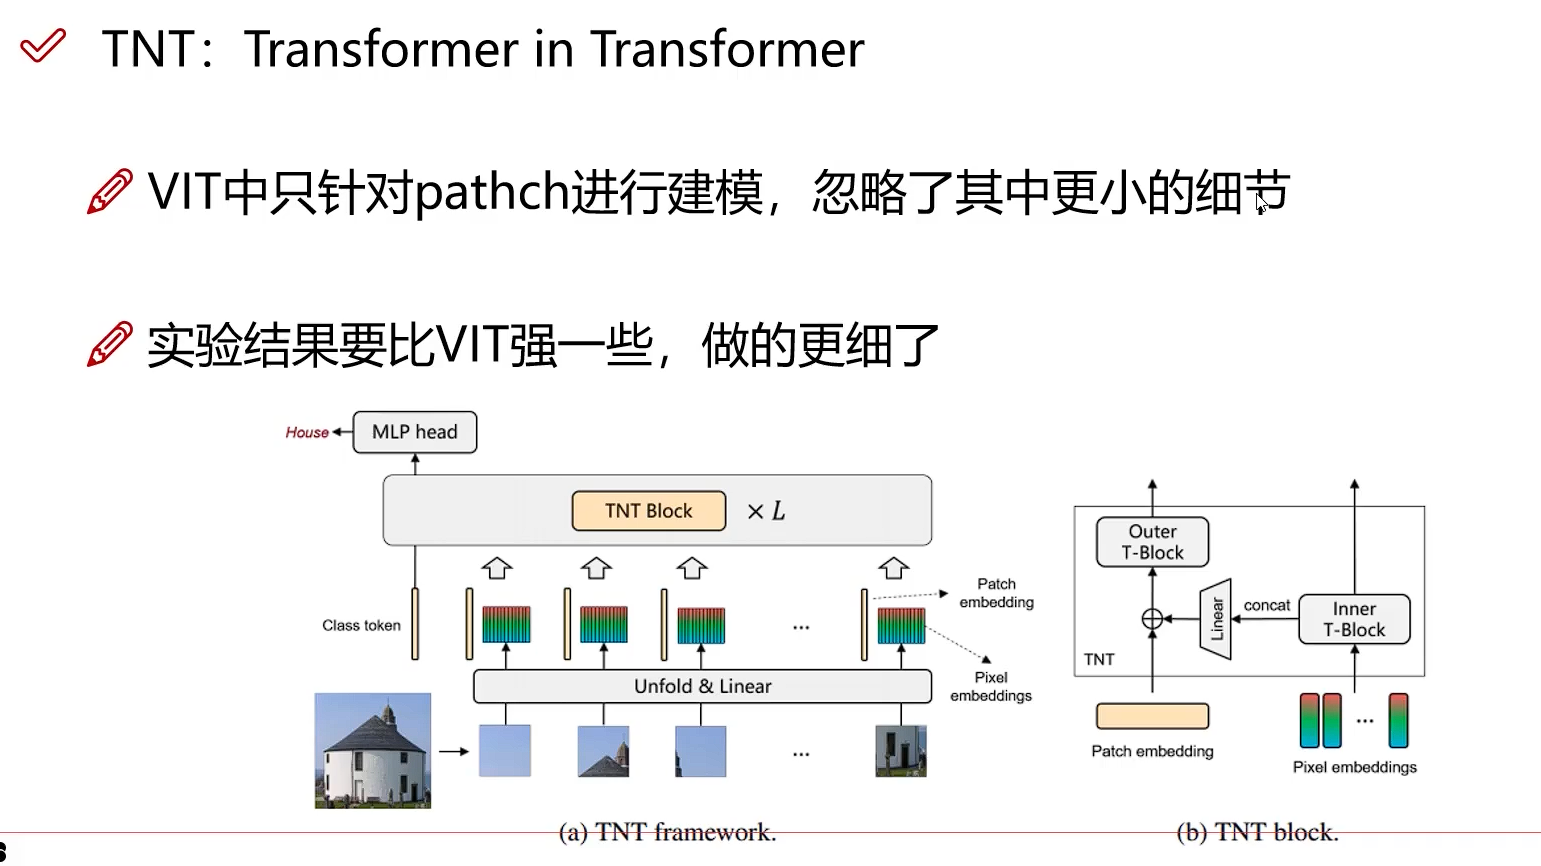 TNT：Transformer in Transformer
VIT中只针对pathch进行建模，忽略了其中更小的细节
实验结果要比VIT强一些，做的更细了
House
MLP head
TNT Block
× L
Class token
...
Patch
embedding
Unfold & Linear
Pixel
embeddings
...
(a) TNT framework.
Outer
T-Block
Linear
concat
Inner
T-Block
TNT
Patch embedding
...
Pixel embeddings
(b) TNT block.